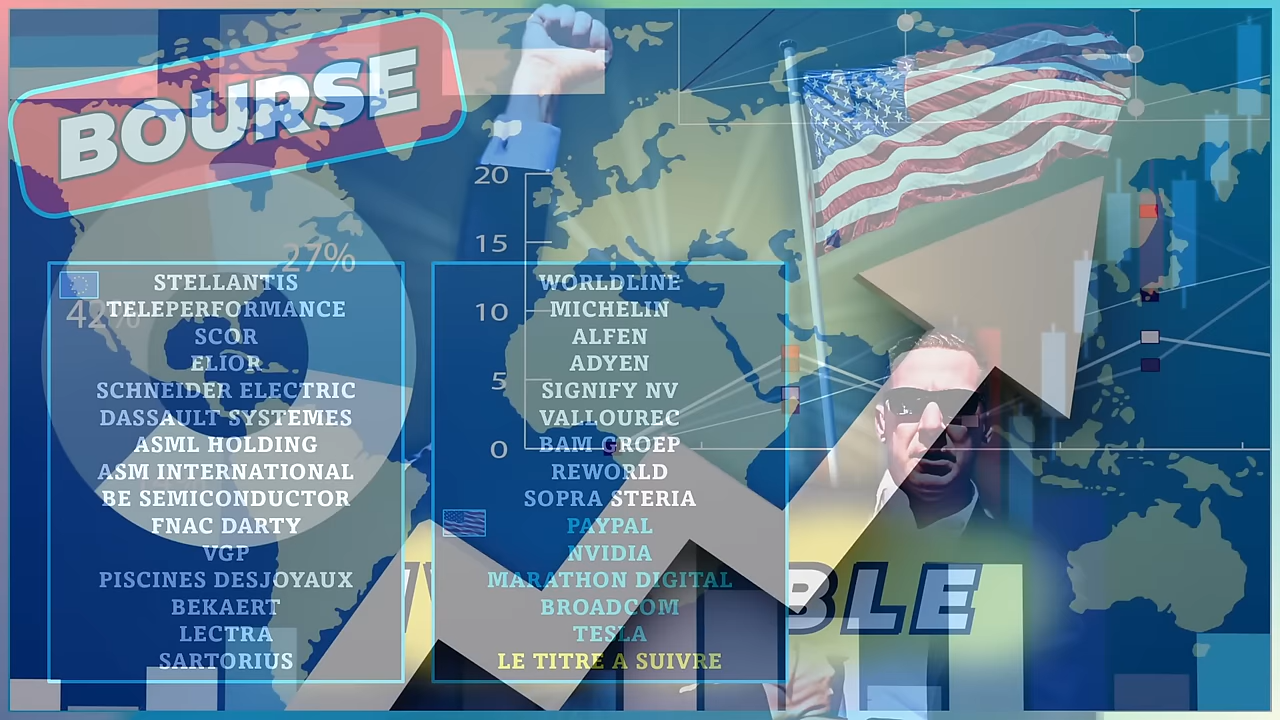 BOURSE
27%
42%
STELLANTIS
TELEPERFORMANCE
SCOR
ELIOR
SCHNEIDER ELECTRIC
DASSAULT SYSTEMES
ASML HOLDING
ASM INTERNATIONAL
BE SEMICONDUCTOR
FNAC DARTY
VGP
PISCINES DESJOYAUX
BEKAERT
LECTRA
SARTORIUS
20
15
10
5
0
WORLDLINE
MICHELIN
ALFEN
ADYEN
SIGNIFY NV
VALLOUREC
BAM GROEP
REWORLD
SOPRA STERIA
PAYPAL
NVIDIA
MARATHON DIGITAL
BROADCOM
TESLA
LE TITRE A SUIVRE